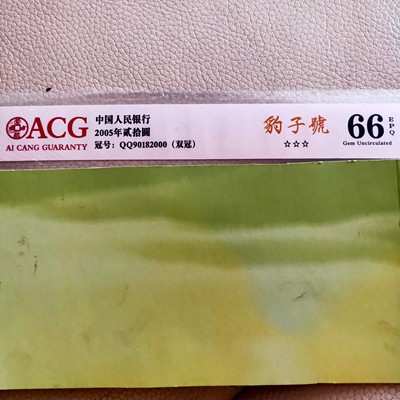 ACG
AI CANG GUARANTY
中国人民银行
2005年贰拾圆
冠号：QQ90182000（双冠）
豹子號
☆☆☆
66 EPQ
Gem Uncirculated